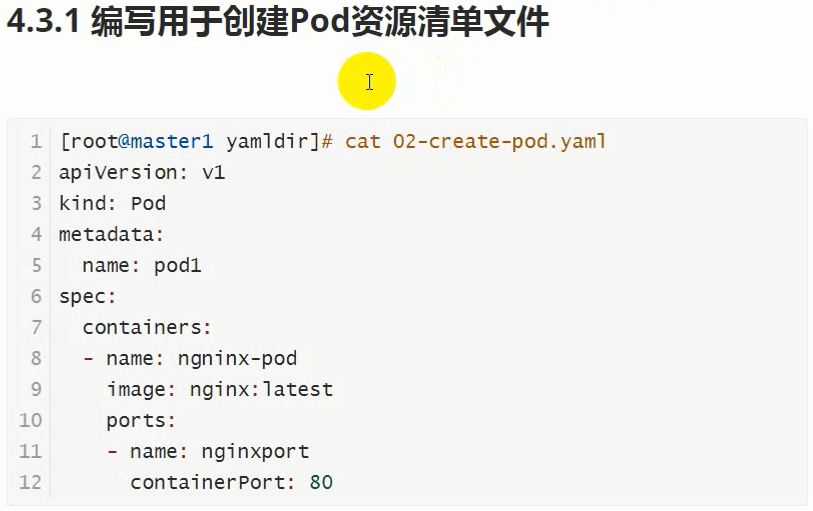 4.3.1 编写用于创建Pod资源清单文件
1 [root@master1 yamldir]# cat 02-create-pod.yaml
2 apiVersion: v1
3 kind: Pod
4 metadata:
5   name: pod1
6 spec:
7   containers:
8   - name: ngninx-pod
9     image: nginx:latest
10     ports:
11     - name: nginxport
12       containerPort: 80